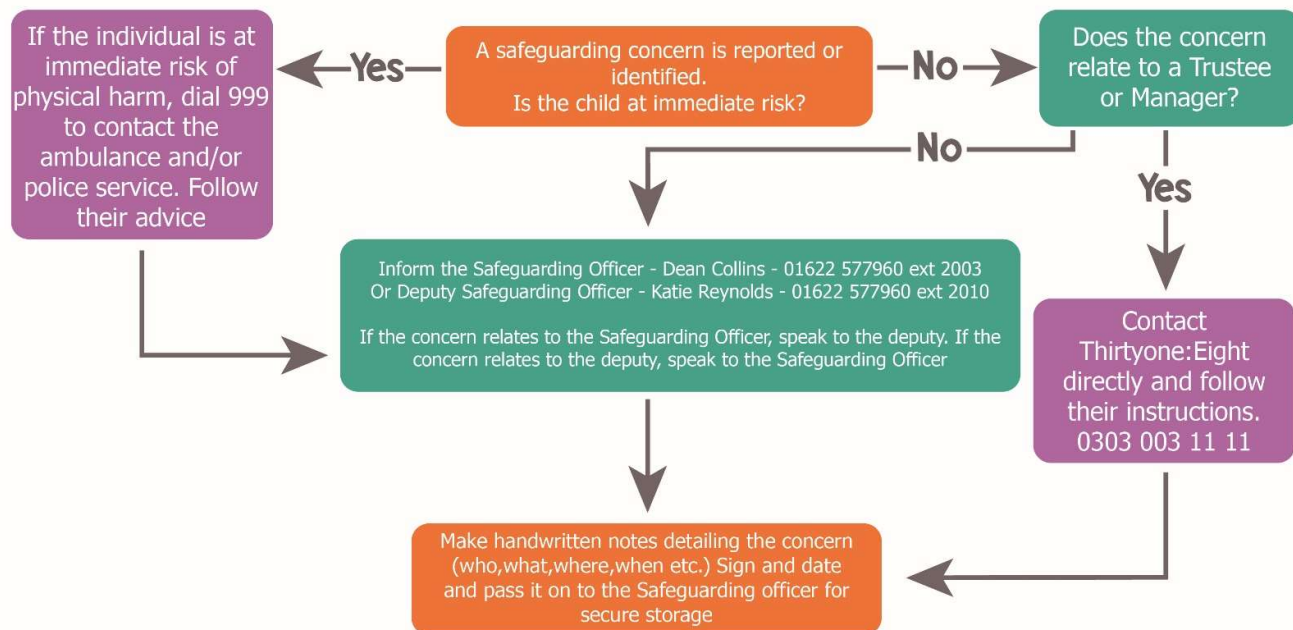 A safeguarding concern is reported or
identified.
Is the child at immediate risk?
Yes
If the individual is at
immediate risk of
physical harm, dial 999
to contact the
ambulance and/or
police service. Follow
their advice
No
Does the concern
relate to a Trustee
or Manager?
No
Yes
Inform the Safeguarding Officer - Dean Collins - 01622 577960 ext 2003
Or Deputy Safeguarding Officer - Katie Reynolds - 01622 577960 ext 2010
If the concern relates to the Safeguarding Officer, speak to the deputy. If the
concern relates to the deputy, speak to the Safeguarding Officer
Contact
Thirtyone:Eight
directly and follow
their instructions.
0303 003 11 11
Make handwritten notes detailing the concern
(who,what,where,when etc.) Sign and date
and pass it on to the Safeguarding officer for
secure storage